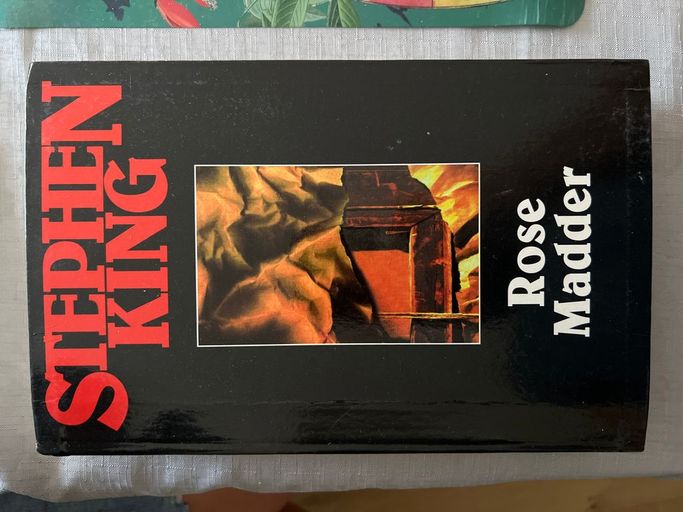 STEPHEN
KING
Rose
Madder